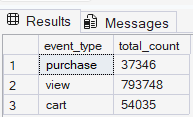 Results Messages
event_type total_count
1 purchase 37346
2 view 793748
3 cart 54035